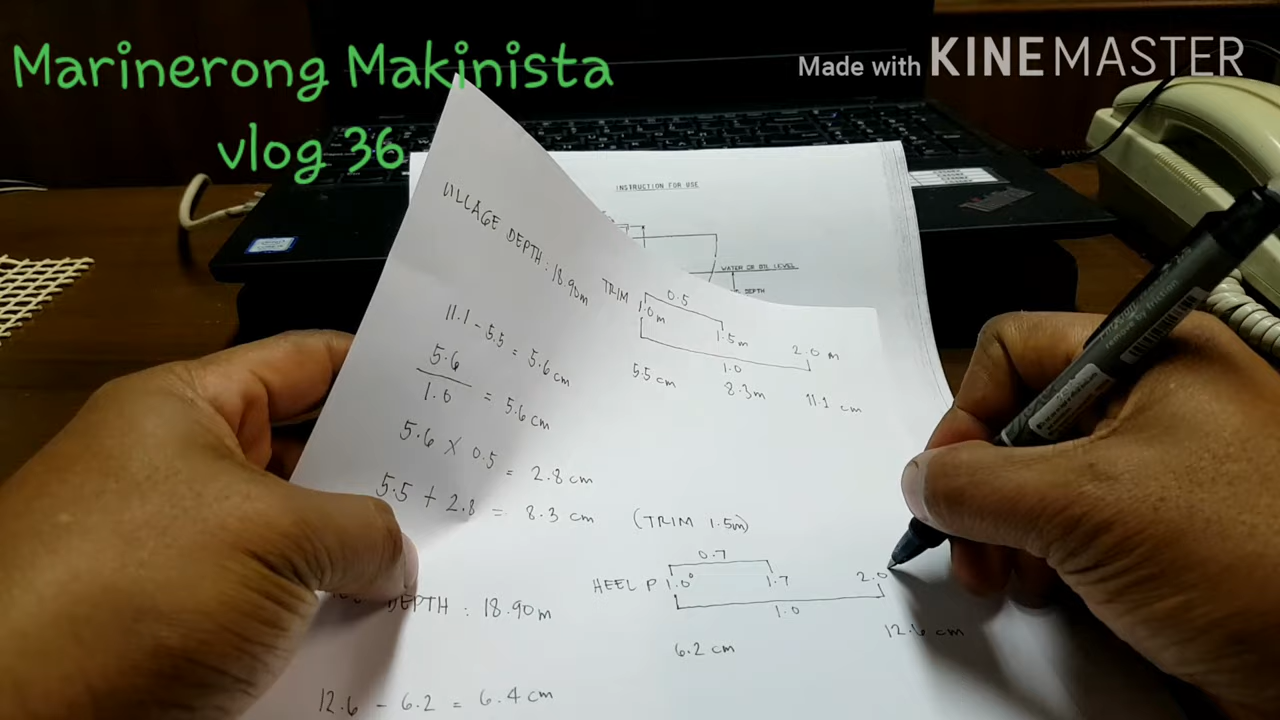 Marinerong Makinista
vlog 36
Made with KINEMASTER
INSTRUCTION FOR USE
WATER OR OIL LEVEL
DEPTH
ULLAGE DEPTH : 18.90m
TRIM 1.0m 1.5m 2.0 m
0.5
1.0
5.5 cm 8.3m 11.1 cm
11.1 - 5.5 = 5.6 cm
5.6
1.0 = 5.6 cm
5.6 X 0.5 = 2.8 cm
5.5 + 2.8 = 8.3 cm (TRIM 1.5m)
0.7
HEEL P 1.0° 1.7 2.0
1.0
DEPTH : 18.90m
6.2 cm 12.6 cm
12.6 - 6.2 = 6.4 cm